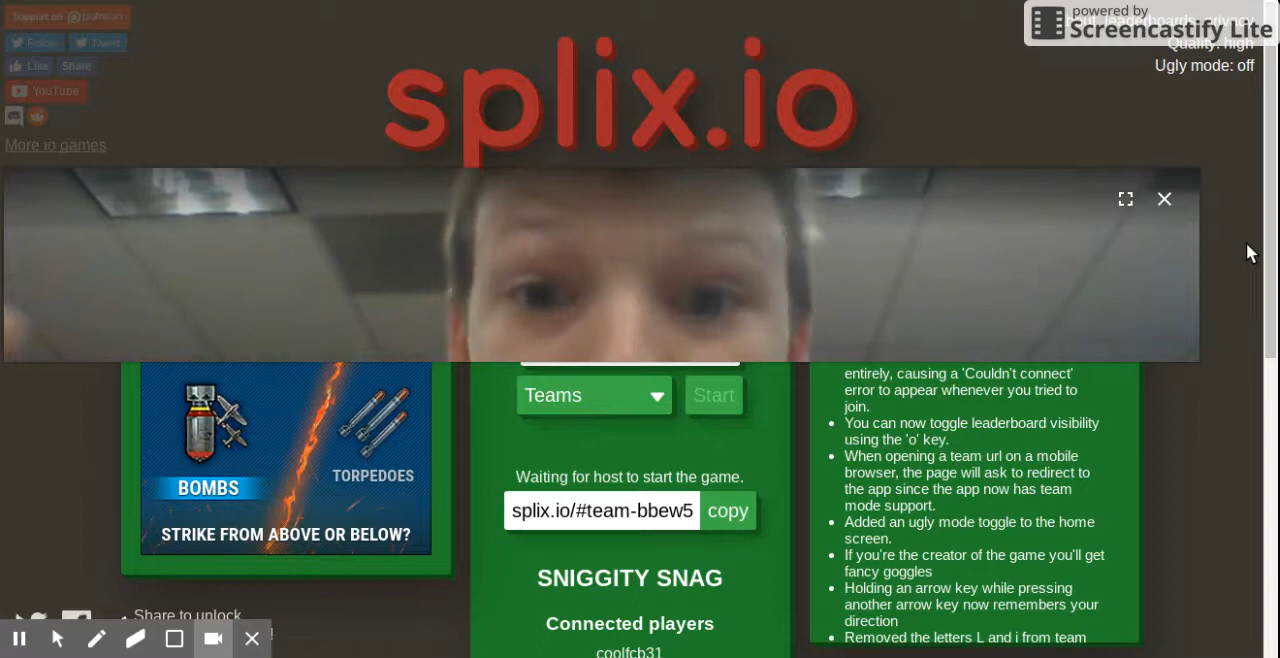 Support on patreon
Follow
Tweet
Like
Share
YouTube
More io games
splix.io
powered by
Screencastify Lite
leaderboards, privacy
Quality: high
Ugly mode: off
BOMBS
TORPEDOES
STRIKE FROM ABOVE OR BELOW?
Share to unlock
Teams
Start
Waiting for host to start the game.
splix.io/#team-bbew5
copy
SNIGGITY SNAG
Connected players
coolfcb31
entirely, causing a 'Couldn't connect'
error to appear whenever you tried to
join.
You can now toggle leaderboard visibility
using the 'o' key.
When opening a team url on a mobile
browser, the page will ask to redirect to
the app since the app now has team
mode support.
Added an ugly mode toggle to the home
screen.
If you're the creator of the game you'll get
fancy goggles
Holding an arrow key while pressing
another arrow key now remembers your
direction
Removed the letters L and i from team